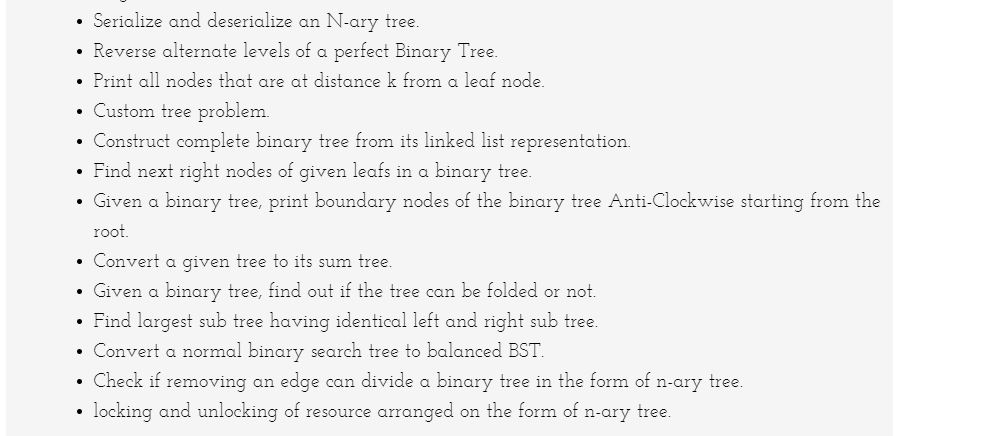 • Serialize and deserialize an N-ary tree.
• Reverse alternate levels of a perfect Binary Tree.
• Print all nodes that are at distance k from a leaf node.
• Custom tree problem.
• Construct complete binary tree from its linked list representation.
• Find next right nodes of given leafs in a binary tree.
• Given a binary tree, print boundary nodes of the binary tree Anti-Clockwise starting from the
root.
• Convert a given tree to its sum tree.
• Given a binary tree, find out if the tree can be folded or not.
• Find largest sub tree having identical left and right sub tree.
• Convert a normal binary search tree to balanced BST.
• Check if removing an edge can divide a binary tree in the form of n-ary tree.
• locking and unlocking of resource arranged on the form of n-ary tree.